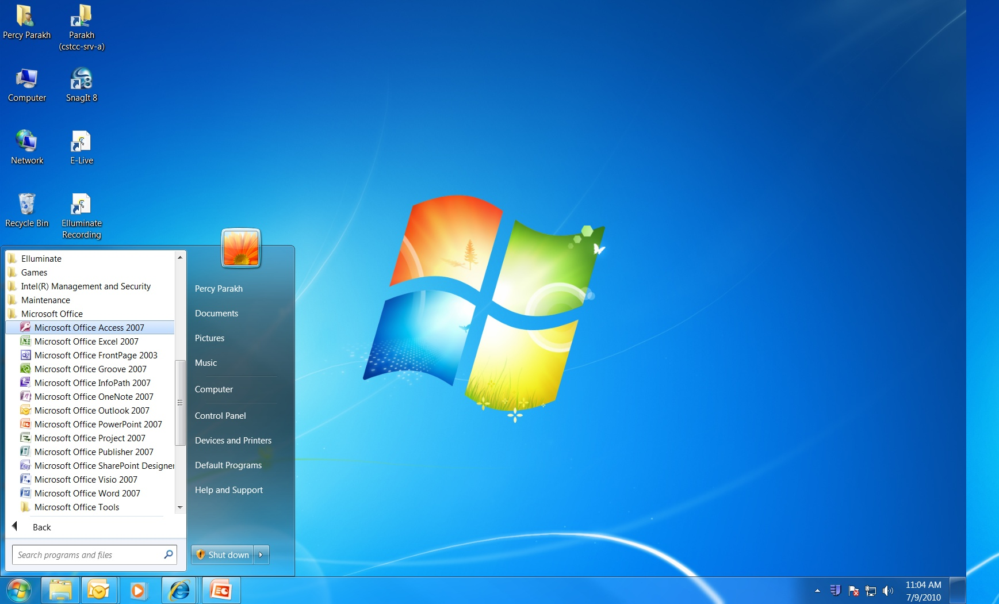 Percy Parakh
Parakh
(cstcc-srv-a)
Computer
SnagIt 8
Network
E-Live
Recycle Bin
Elluminate
Recording
Elluminate
Games
Intel(R) Management and Security
Maintenance
Microsoft Office
Microsoft Office Access 2007
Microsoft Office Excel 2007
Microsoft Office FrontPage 2003
Microsoft Office Groove 2007
Microsoft Office InfoPath 2007
Microsoft Office OneNote 2007
Microsoft Office Outlook 2007
Microsoft Office PowerPoint 2007
Microsoft Office Project 2007
Microsoft Office Publisher 2007
Microsoft Office SharePoint Designer
Microsoft Office Visio 2007
Microsoft Office Word 2007
Microsoft Office Tools
Back
Search programs and files
Percy Parakh
Documents
Pictures
Music
Computer
Control Panel
Devices and Printers
Default Programs
Help and Support
Shut down
11:04 AM
7/9/2010